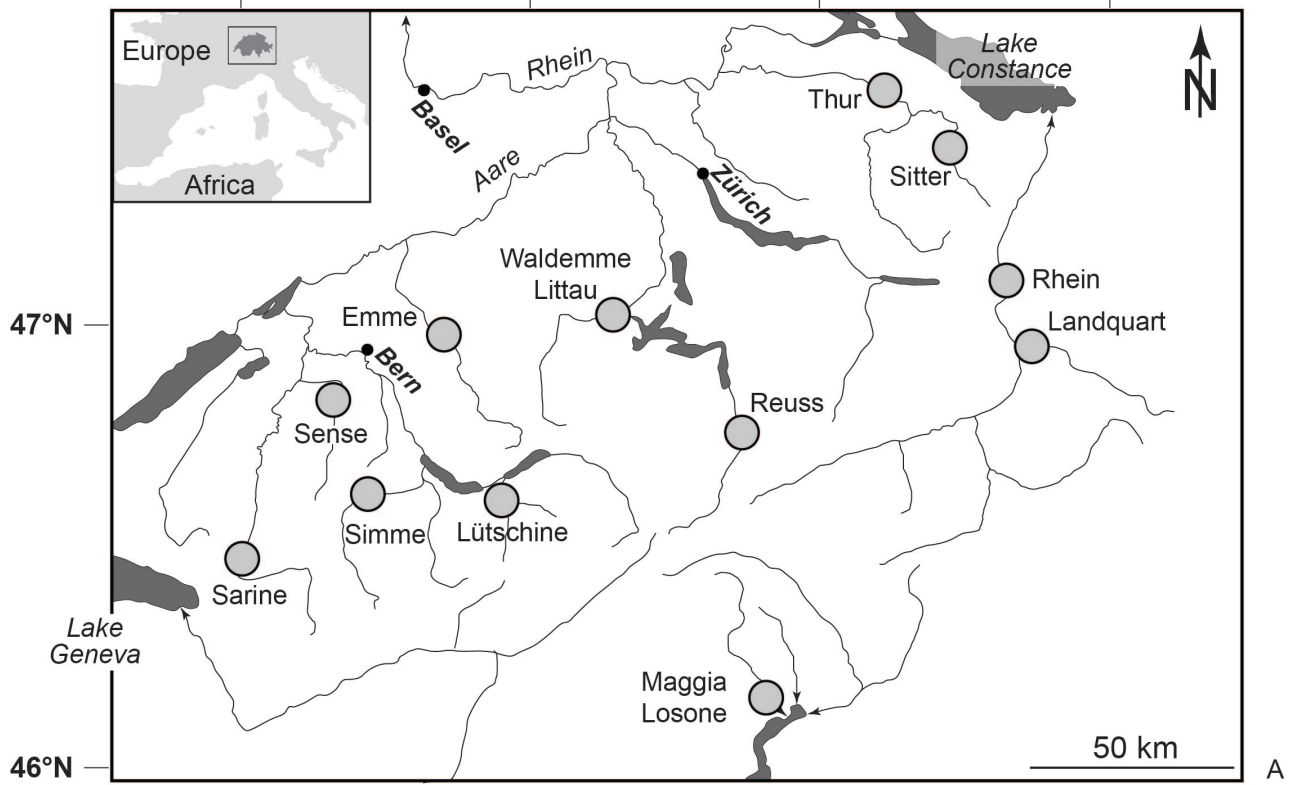 Europe
Africa
Rhein
Basel
Aare
Zürich
Thur
Sitter
Lake
Constance
N
Waldemme
Littau
Rhein
Landquart
47°N
Emme
Bern
Sense
Reuss
Simme
Lütschine
Sarine
Lake
Geneva
Maggia
Losone
50 km
46°N
A